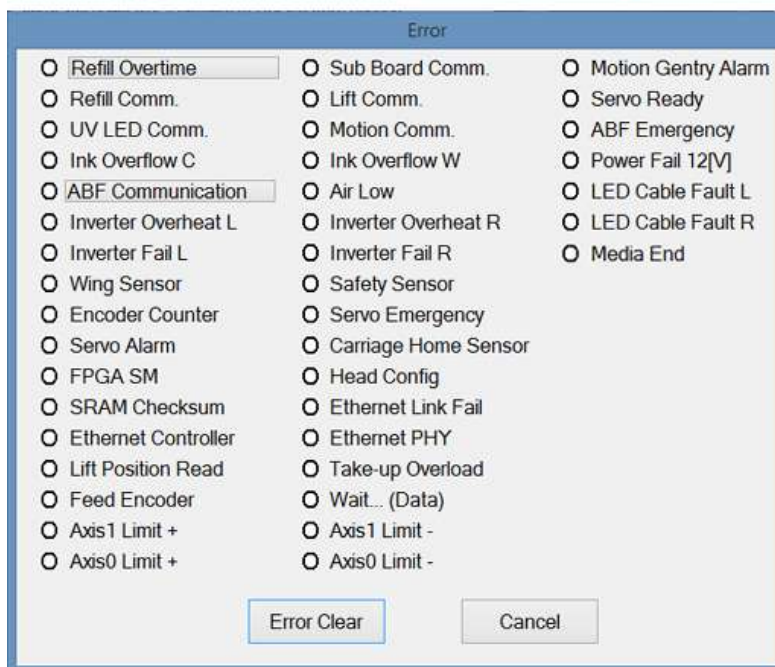 Error
Refill Overtime
Sub Board Comm.
Motion Gentry Alarm
Refill Comm.
Lift Comm.
Servo Ready
UV LED Comm.
Motion Comm.
ABF Emergency
Ink Overflow C
Ink Overflow W
Power Fail 12[V]
ABF Communication
Air Low
LED Cable Fault L
Inverter Overheat L
Inverter Overheat R
LED Cable Fault R
Inverter Fail L
Inverter Fail R
Media End
Wing Sensor
Safety Sensor
Encoder Counter
Servo Emergency
Servo Alarm
Carriage Home Sensor
FPGA SM
Head Config
SRAM Checksum
Ethernet Link Fail
Ethernet Controller
Ethernet PHY
Lift Position Read
Take-up Overload
Feed Encoder
Wait... (Data)
Axis1 Limit +
Axis1 Limit -
Axis0 Limit +
Axis0 Limit -
Error Clear
Cancel